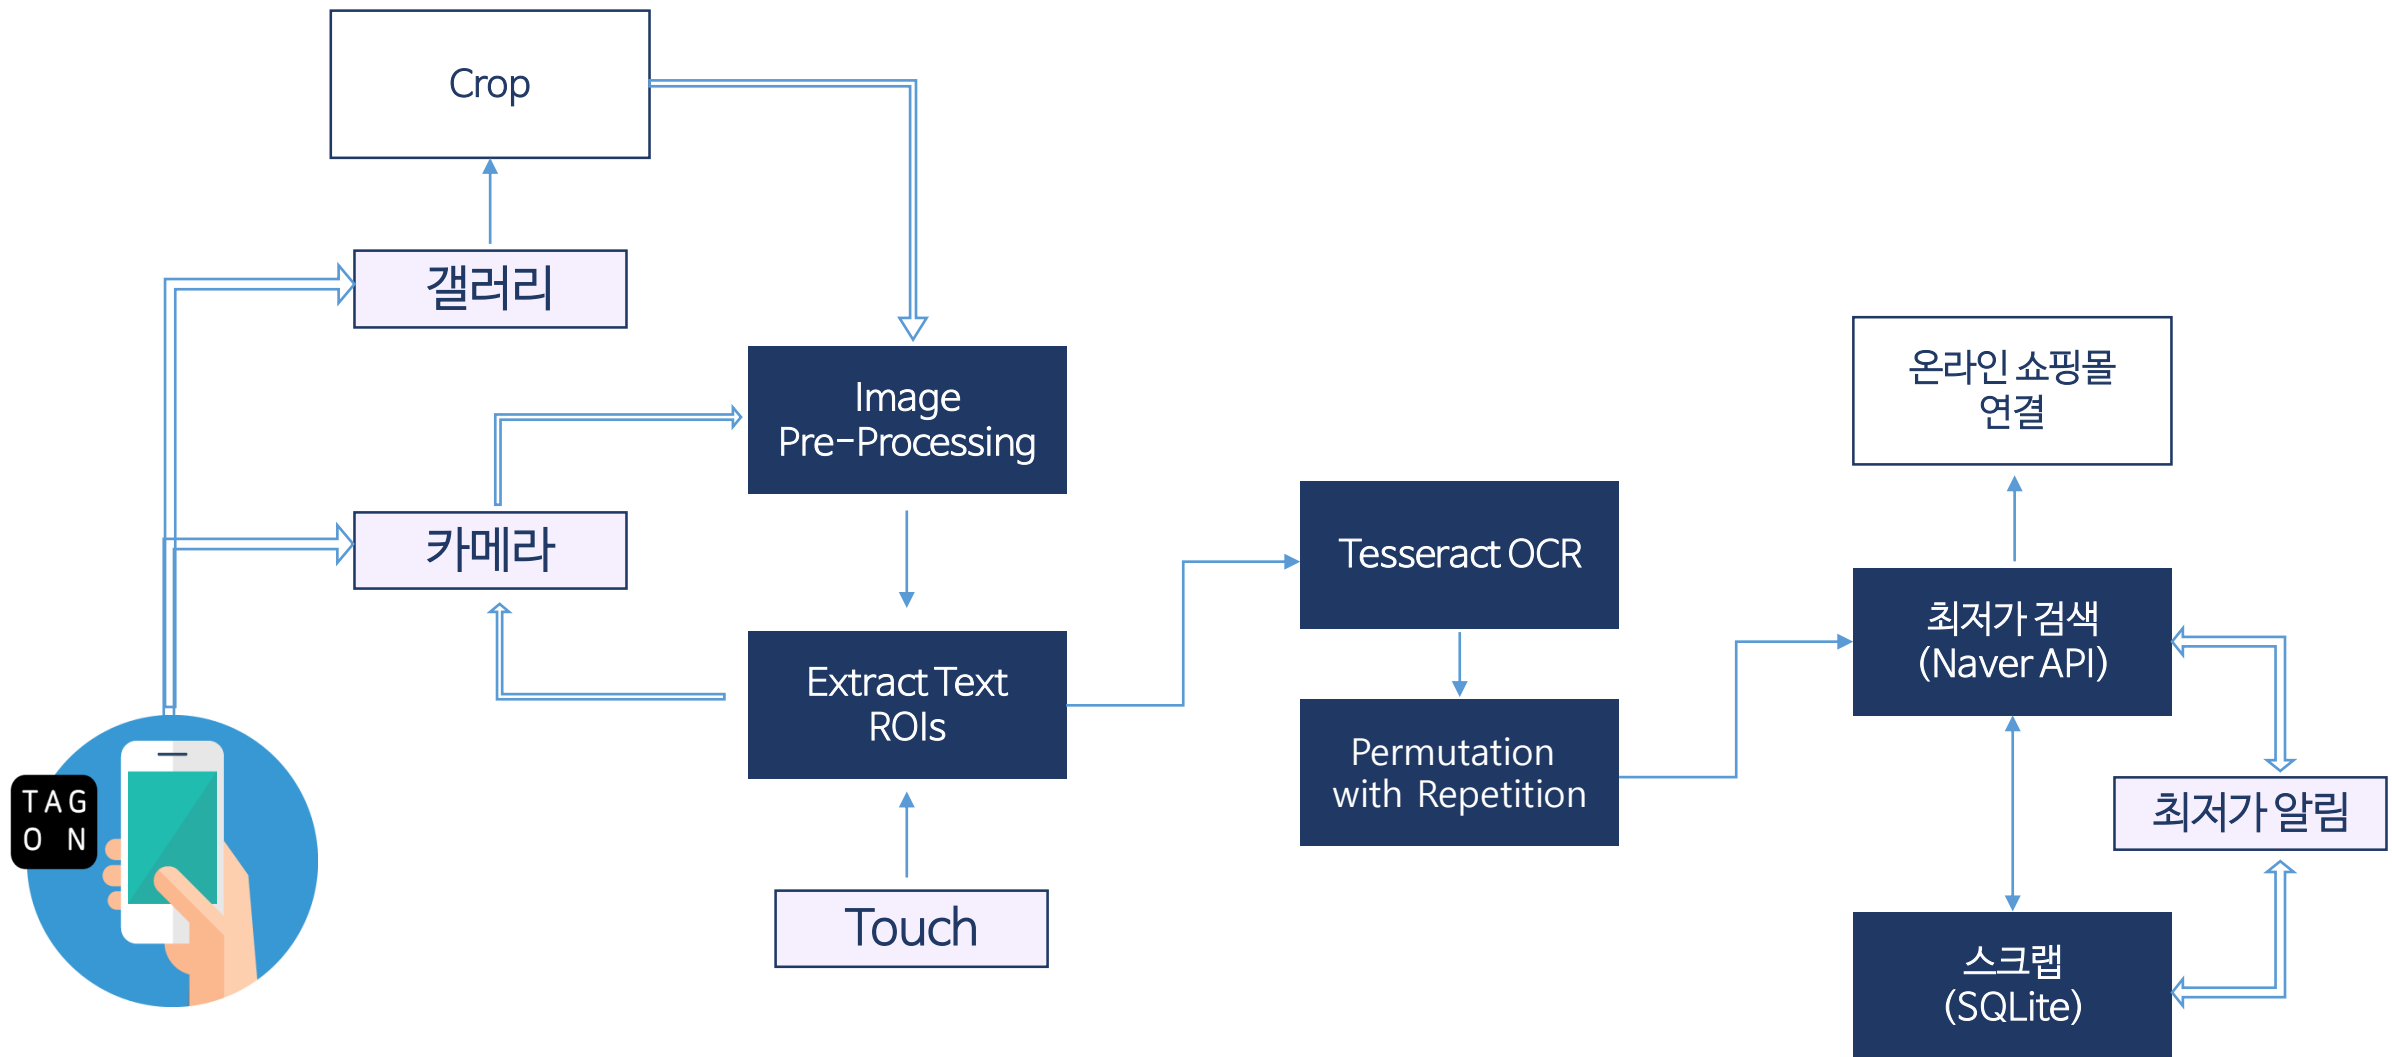 Crop
갤러리
Image
Pre-Processing
카메라
Extract Text
ROIs
Touch
TAG
ON
Tesseract OCR
Permutation
with Repetition
온라인 쇼핑몰
연결
최저가 검색
(Naver API)
최저가 알림
스크랩
(SQLite)